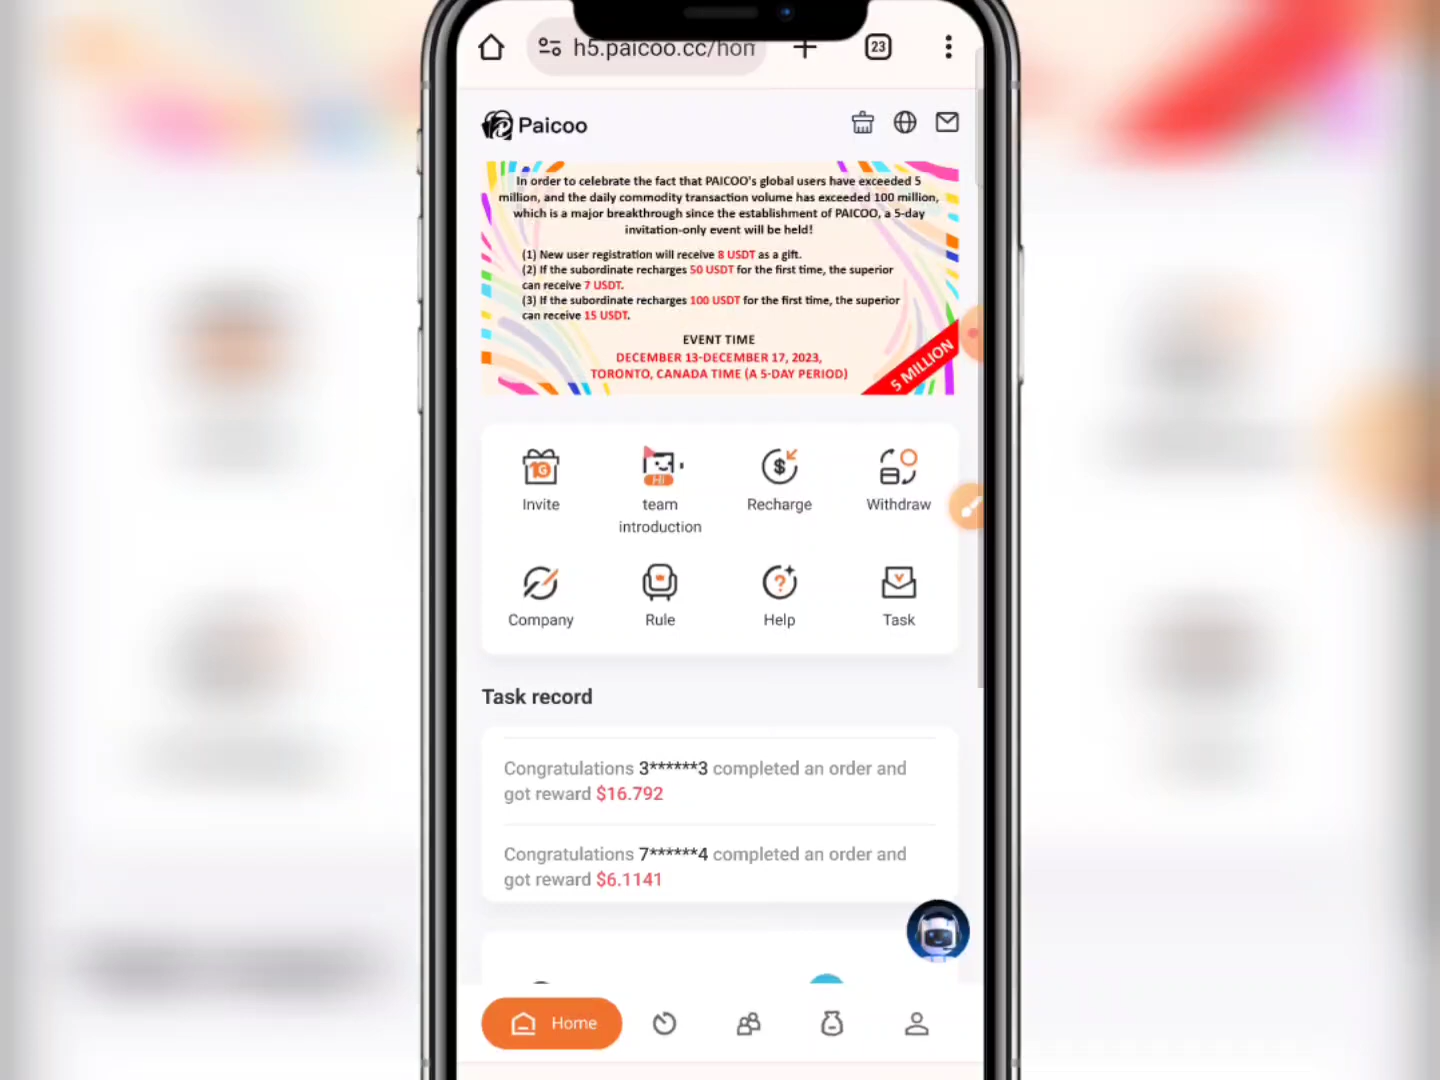 h5.paicoo.cc/hom
23
Paicoo
In order to celebrate the fact that PAICOO's global users have exceeded 5
million, and the daily commodity transaction volume has exceeded 100 million,
which is a major breakthrough since the establishment of PAICOO, a 5-day
invitation-only event will be held!
(1) New user registration will receive 8 USDT as a gift.
(2) If the subordinate recharges 50 USDT for the first time, the superior
can receive 7 USDT.
(3) If the subordinate recharges 100 USDT for the first time, the superior
can receive 15 USDT.
EVENT TIME
DECEMBER 13-DECEMBER 17, 2023,
TORONTO, CANADA TIME (A 5-DAY PERIOD)
5 MILLION
HI
Invite
team
introduction
Recharge
Withdraw
Company
Rule
Help
Task
Task record
Congratulations 3******3 completed an order and
got reward $16.792
Congratulations 7******4 completed an order and
got reward $6.1141
Home